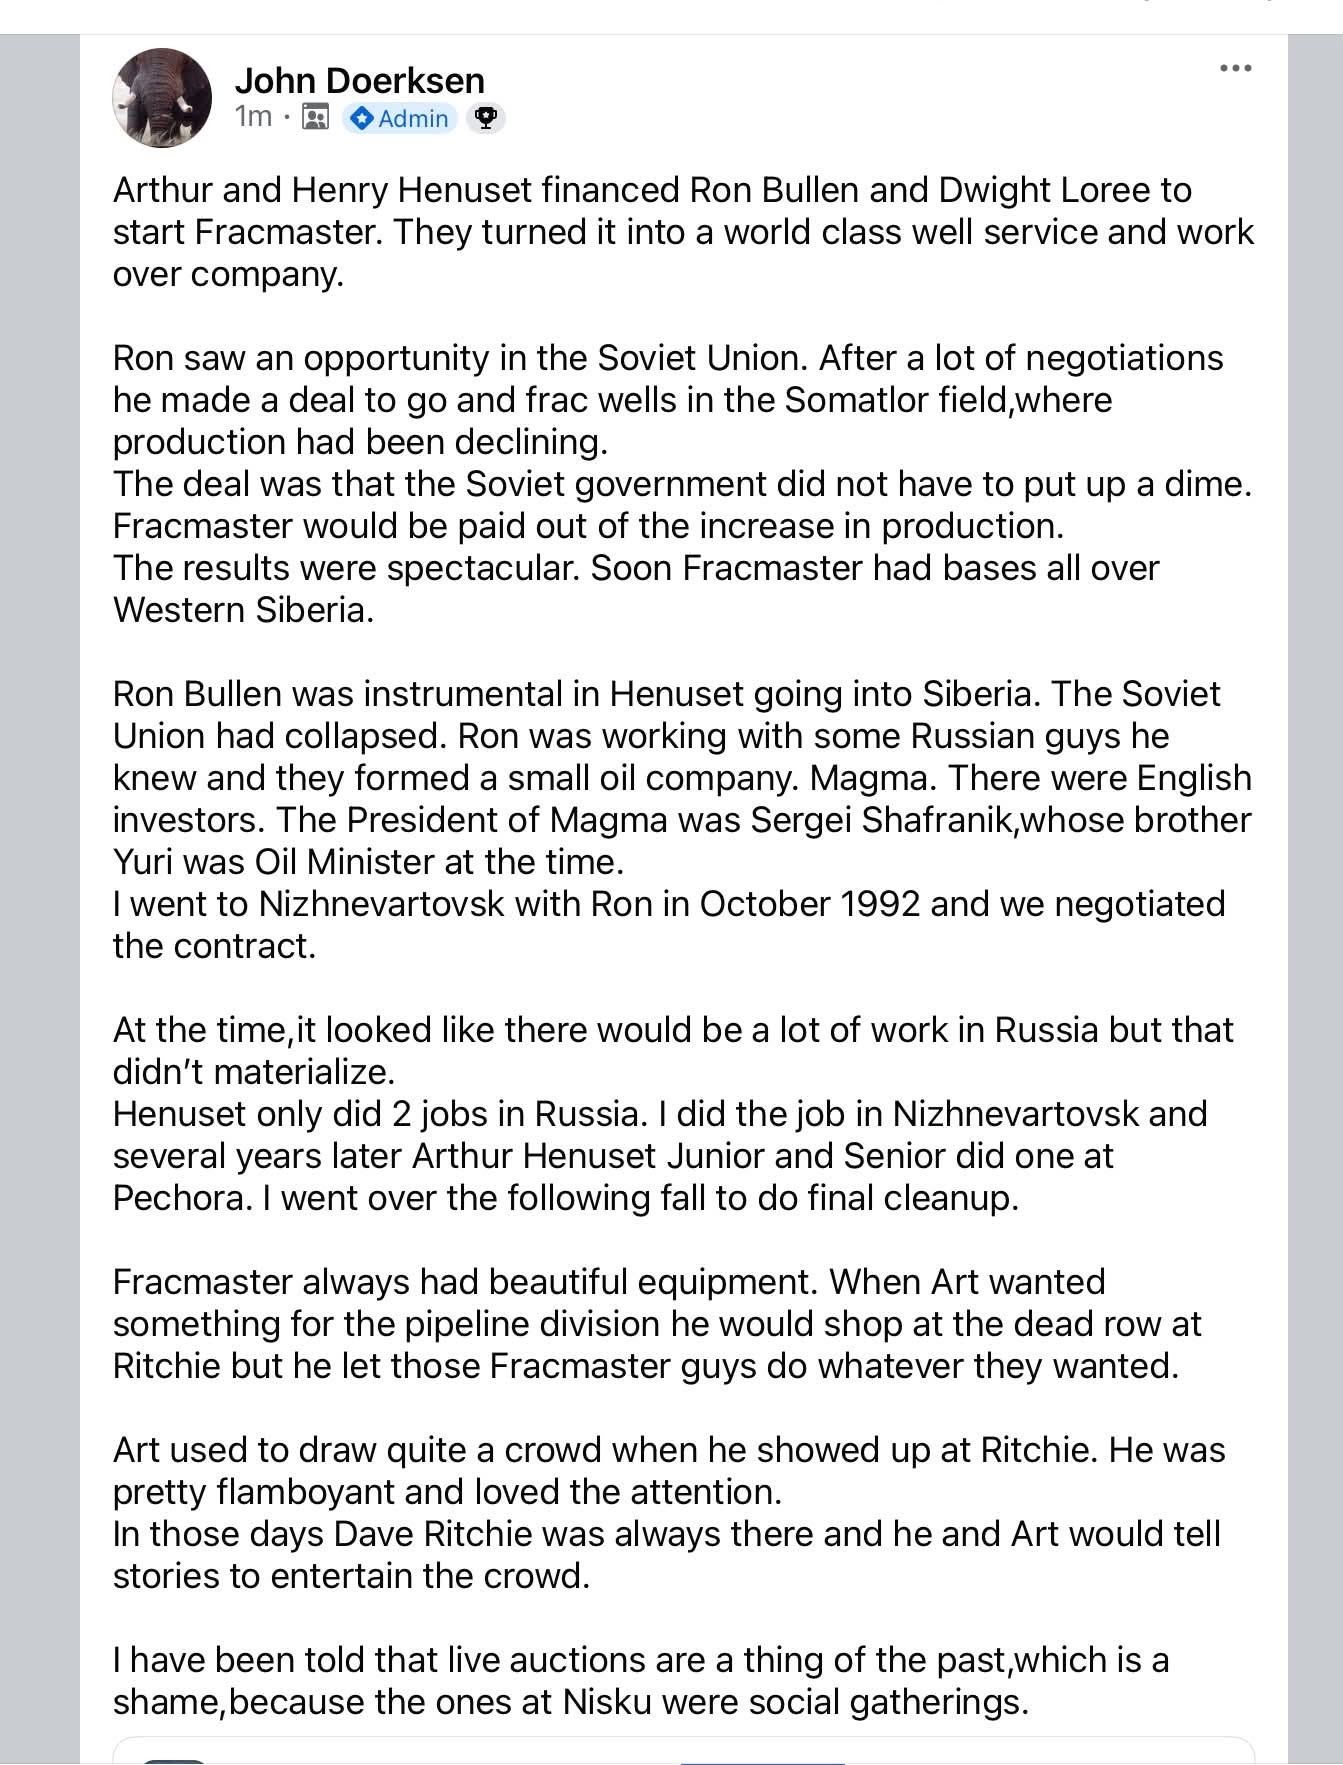 John Doerksen
1m · Admin
Arthur and Henry Henuset financed Ron Bullen and Dwight Loree to
start Fracmaster. They turned it into a world class well service and work
over company.
Ron saw an opportunity in the Soviet Union. After a lot of negotiations
he made a deal to go and frac wells in the Somatlor field,where
production had been declining.
The deal was that the Soviet government did not have to put up a dime.
Fracmaster would be paid out of the increase in production.
The results were spectacular. Soon Fracmaster had bases all over
Western Siberia.
Ron Bullen was instrumental in Henuset going into Siberia. The Soviet
Union had collapsed. Ron was working with some Russian guys he
knew and they formed a small oil company. Magma. There were English
investors. The President of Magma was Sergei Shafranik,whose brother
Yuri was Oil Minister at the time.
I went to Nizhnevartovsk with Ron in October 1992 and we negotiated
the contract.
At the time,it looked like there would be a lot of work in Russia but that
didn’t materialize.
Henuset only did 2 jobs in Russia. I did the job in Nizhnevartovsk and
several years later Arthur Henuset Junior and Senior did one at
Pechora. I went over the following fall to do final cleanup.
Fracmaster always had beautiful equipment. When Art wanted
something for the pipeline division he would shop at the dead row at
Ritchie but he let those Fracmaster guys do whatever they wanted.
Art used to draw quite a crowd when he showed up at Ritchie. He was
pretty flamboyant and loved the attention.
In those days Dave Ritchie was always there and he and Art would tell
stories to entertain the crowd.
I have been told that live auctions are a thing of the past,which is a
shame,because the ones at Nisku were social gatherings.